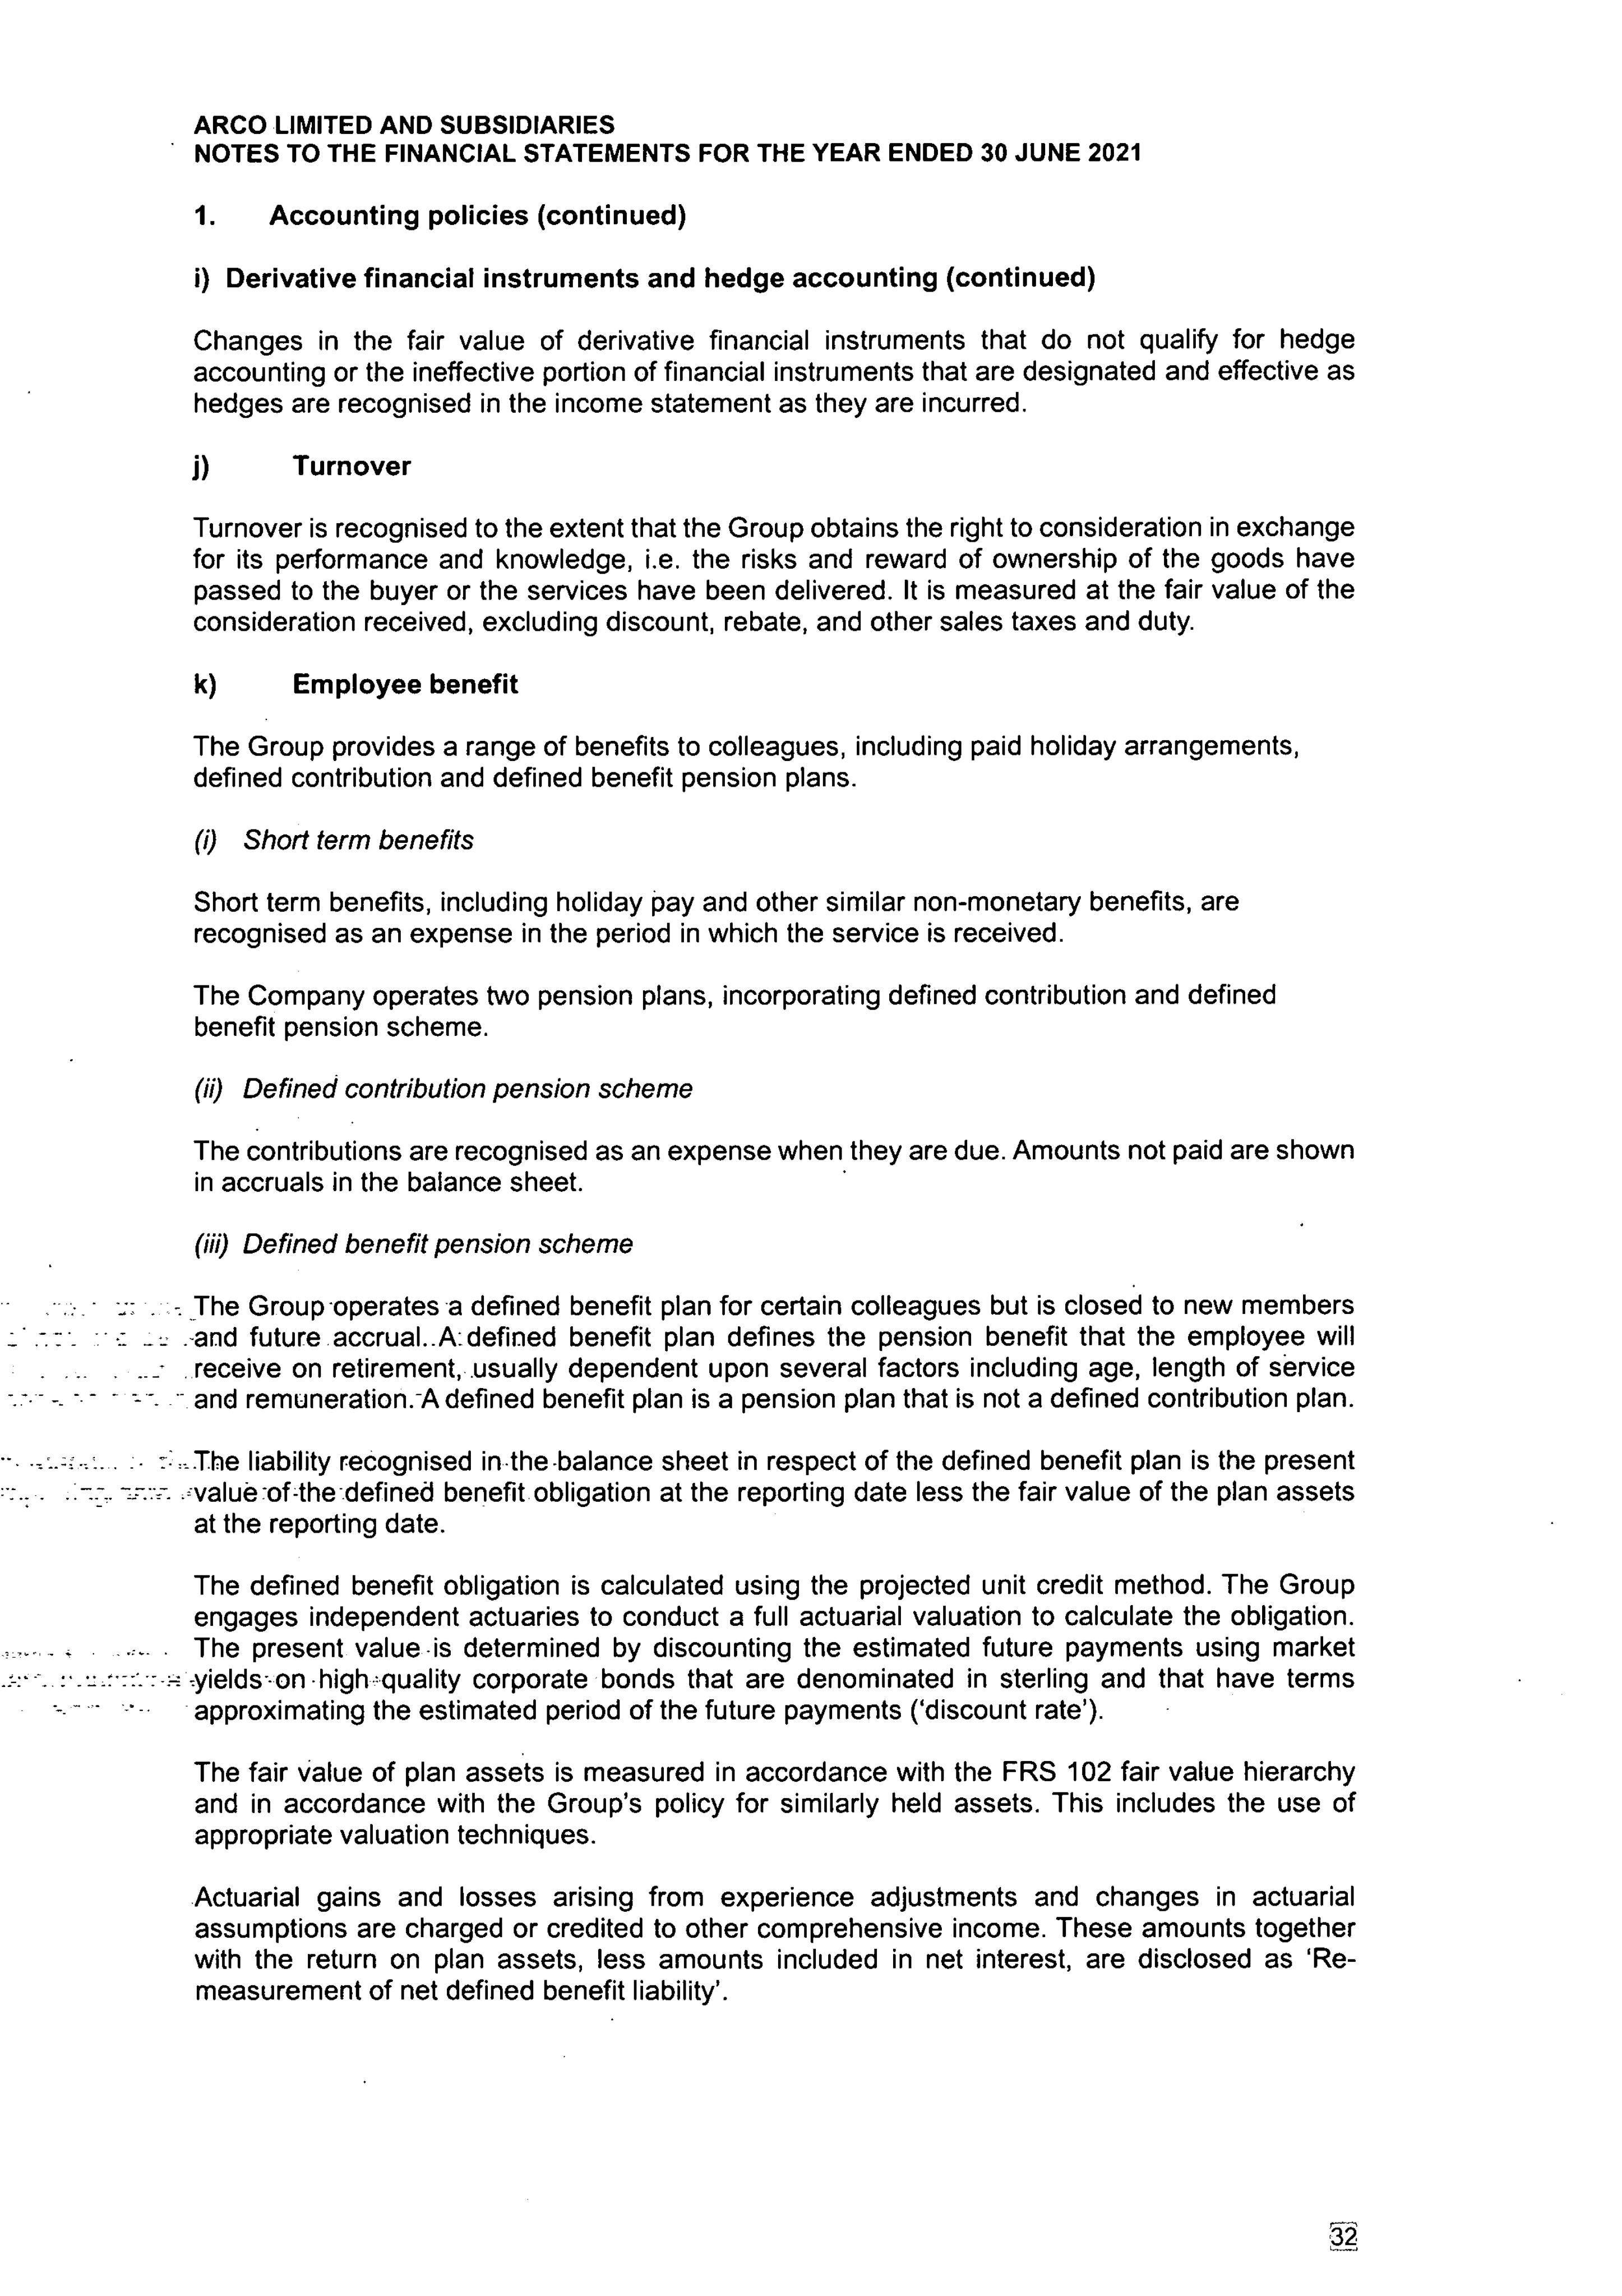 ARCO LIMITED AND SUBSIDIARIES
NOTES TO THE FINANCIAL STATEMENTS FOR THE YEAR ENDED 30 JUNE 2021
1. Accounting policies (continued)
i) Derivative financial instruments and hedge accounting (continued)
Changes in the fair value of derivative financial instruments that do not qualify for hedge
accounting or the ineffective portion of financial instruments that are designated and effective as
hedges are recognised in the income statement as they are incurred.
j) Turnover
Turnover is recognised to the extent that the Group obtains the right to consideration in exchange
for its performance and knowledge, i.e. the risks and reward of ownership of the goods have
passed to the buyer or the services have been delivered. It is measured at the fair value of the
consideration received, excluding discount, rebate, and other sales taxes and duty.
k) Employee benefit
The Group provides a range of benefits to colleagues, including paid holiday arrangements,
defined contribution and defined benefit pension plans.
(i) Short term benefits
Short term benefits, including holiday pay and other similar non-monetary benefits, are
recognised as an expense in the period in which the service is received.
The Company operates two pension plans, incorporating defined contribution and defined
benefit pension scheme.
(ii) Defined contribution pension scheme
The contributions are recognised as an expense when they are due. Amounts not paid are shown
in accruals in the balance sheet.
(iii) Defined benefit pension scheme
The Group operates a defined benefit plan for certain colleagues but is closed to new members
and future accrual. A defined benefit plan defines the pension benefit that the employee will
receive on retirement, usually dependent upon several factors including age, length of service
and remuneration. A defined benefit plan is a pension plan that is not a defined contribution plan.
The liability recognised in the balance sheet in respect of the defined benefit plan is the present
value of the defined benefit obligation at the reporting date less the fair value of the plan assets
at the reporting date.
The defined benefit obligation is calculated using the projected unit credit method. The Group
engages independent actuaries to conduct a full actuarial valuation to calculate the obligation.
The present value is determined by discounting the estimated future payments using market
yields on high quality corporate bonds that are denominated in sterling and that have terms
approximating the estimated period of the future payments (‘discount rate’).
The fair value of plan assets is measured in accordance with the FRS 102 fair value hierarchy
and in accordance with the Group's policy for similarly held assets. This includes the use of
appropriate valuation techniques.
Actuarial gains and losses arising from experience adjustments and changes in actuarial
assumptions are charged or credited to other comprehensive income. These amounts together
with the return on plan assets, less amounts included in net interest, are disclosed as ‘Re-
measurement of net defined benefit liability’.
32